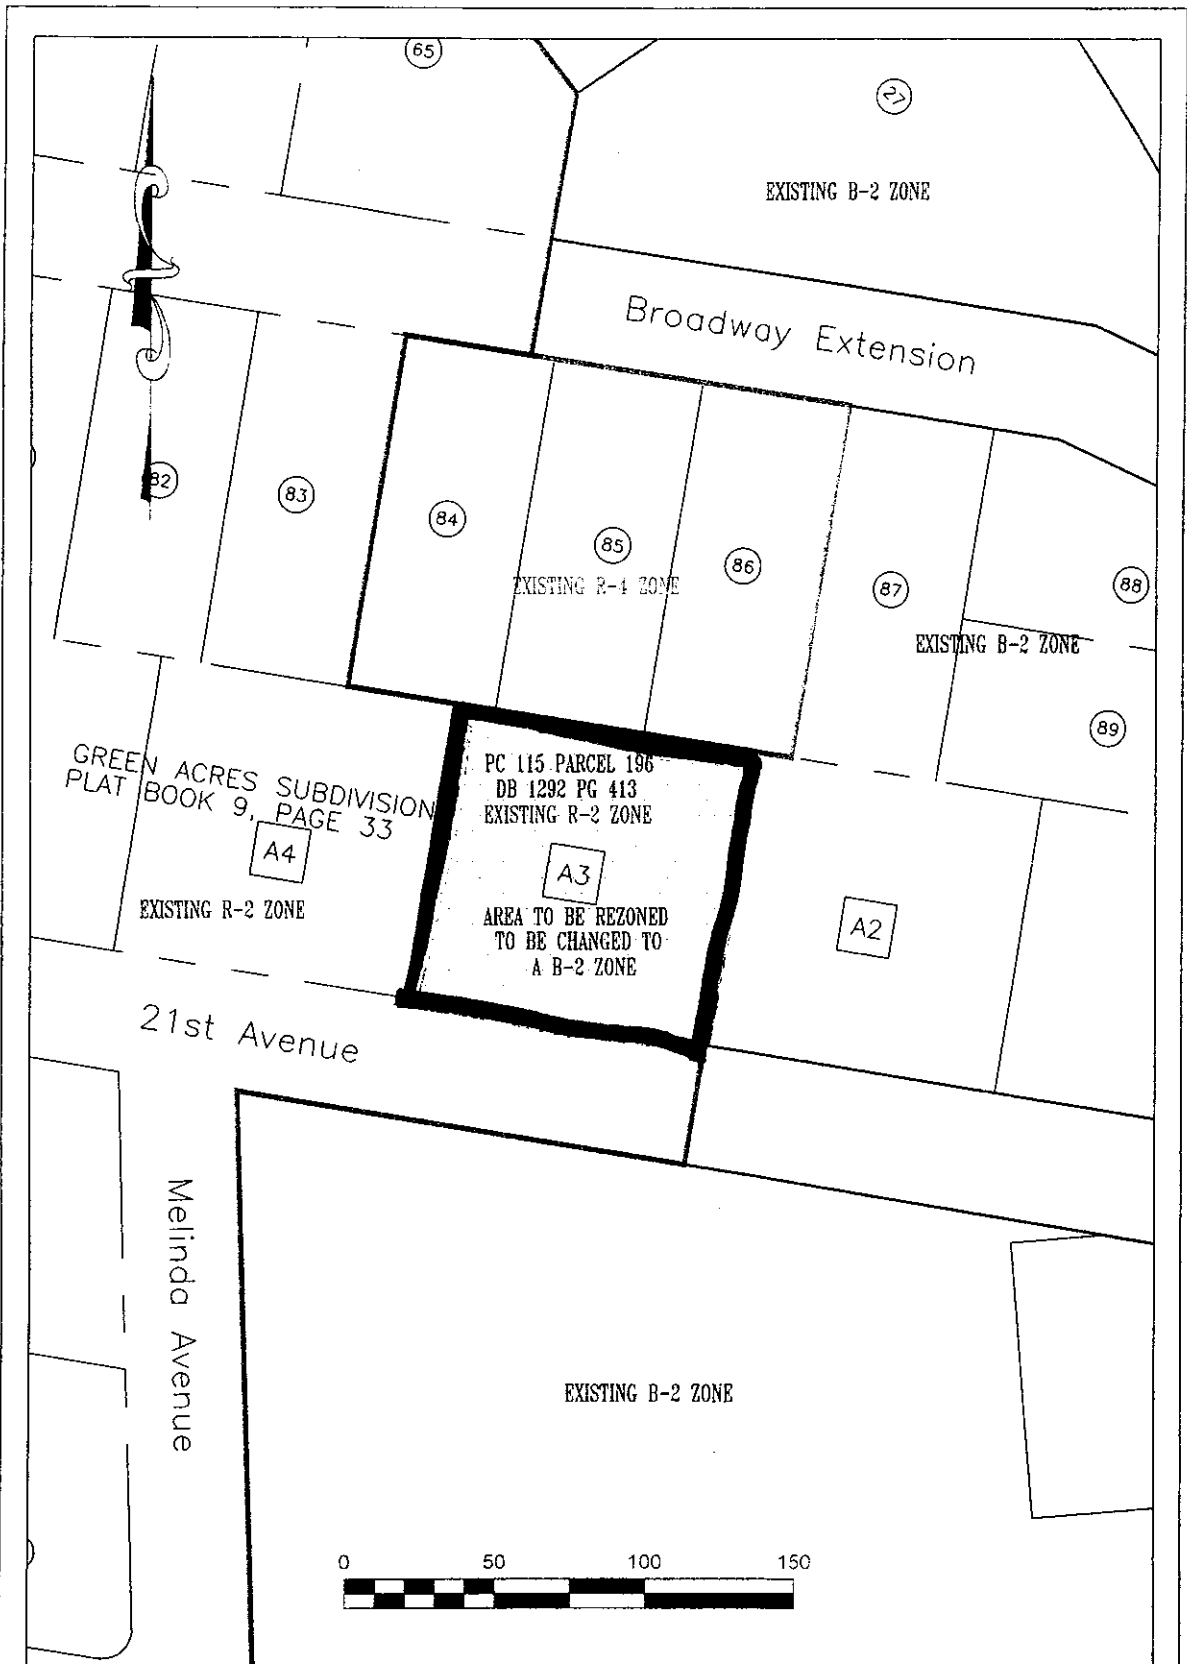 65
27
EXISTING B-2 ZONE
Broadway Extension
82
83
84
85
86
87
88
EXISTING R-4 ZONE
EXISTING B-2 ZONE
89
GREEN ACRES SUBDIVISION
PLAT BOOK 9, PAGE 33
PC 115 PARCEL 196
DB 1292 PG 413
EXISTING R-2 ZONE
A4
A3
EXISTING R-2 ZONE
AREA TO BE REZONED
TO BE CHANGED TO
A B-2 ZONE
A2
21st Avenue
Melinda Avenue
EXISTING B-2 ZONE
0 50 100 150